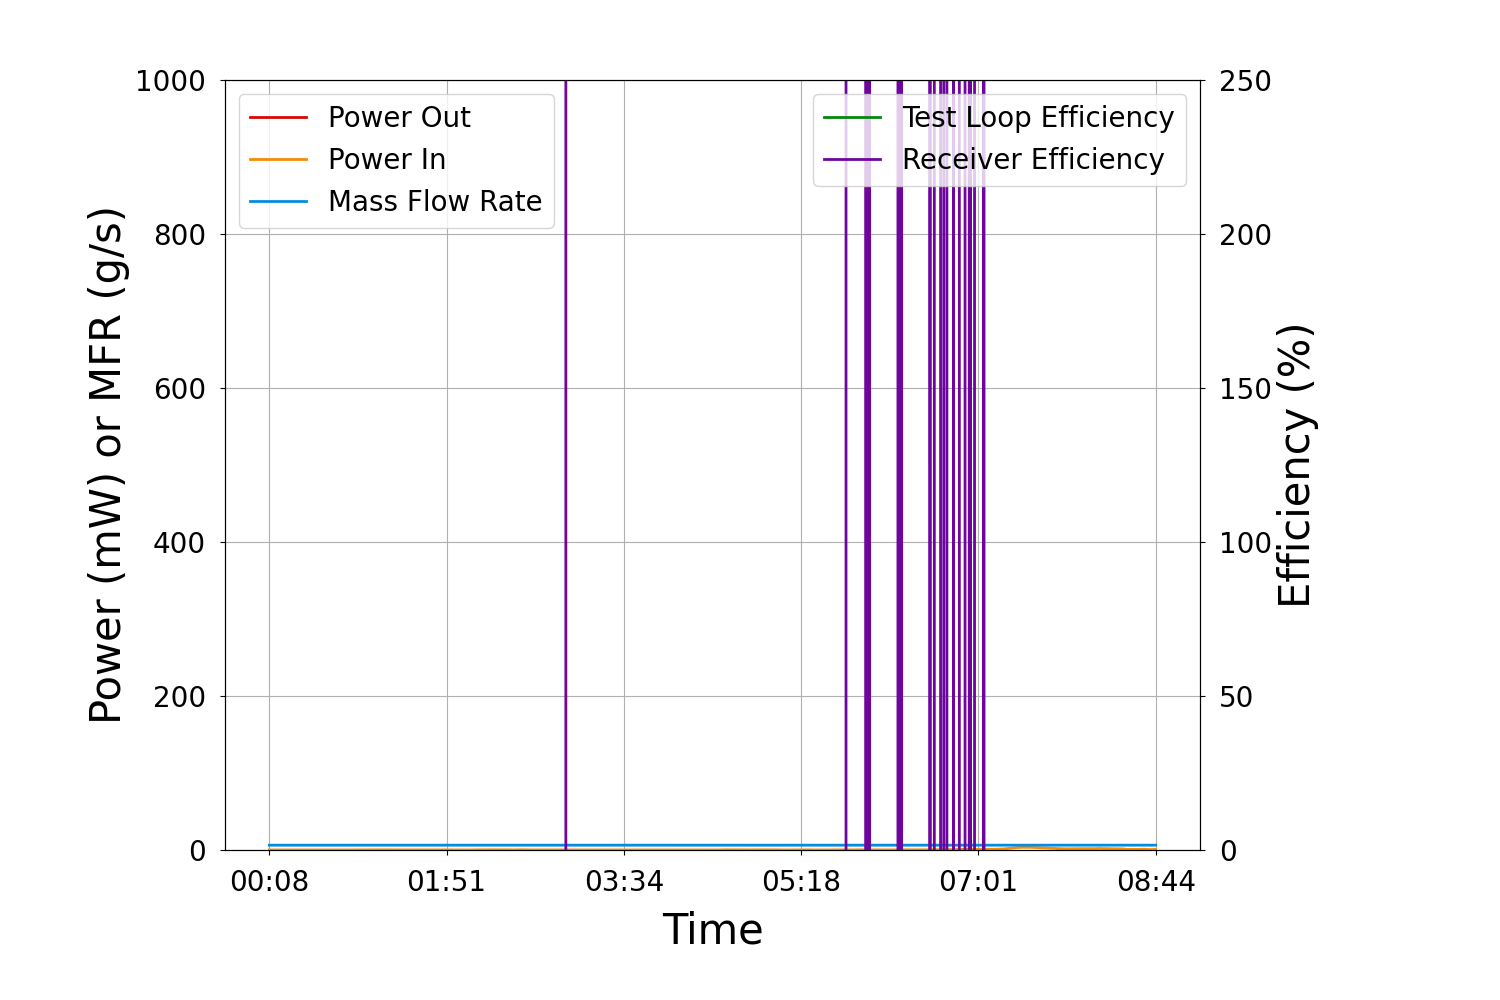 1000
800
600
400
200
0
Power (mW) or MFR (g/s)
Power Out
Power In
Mass Flow Rate
Test Loop Efficiency
Receiver Efficiency
250
200
150
100
50
0
Efficiency (%)
00:08 01:51 03:34 05:18 07:01 08:44
Time